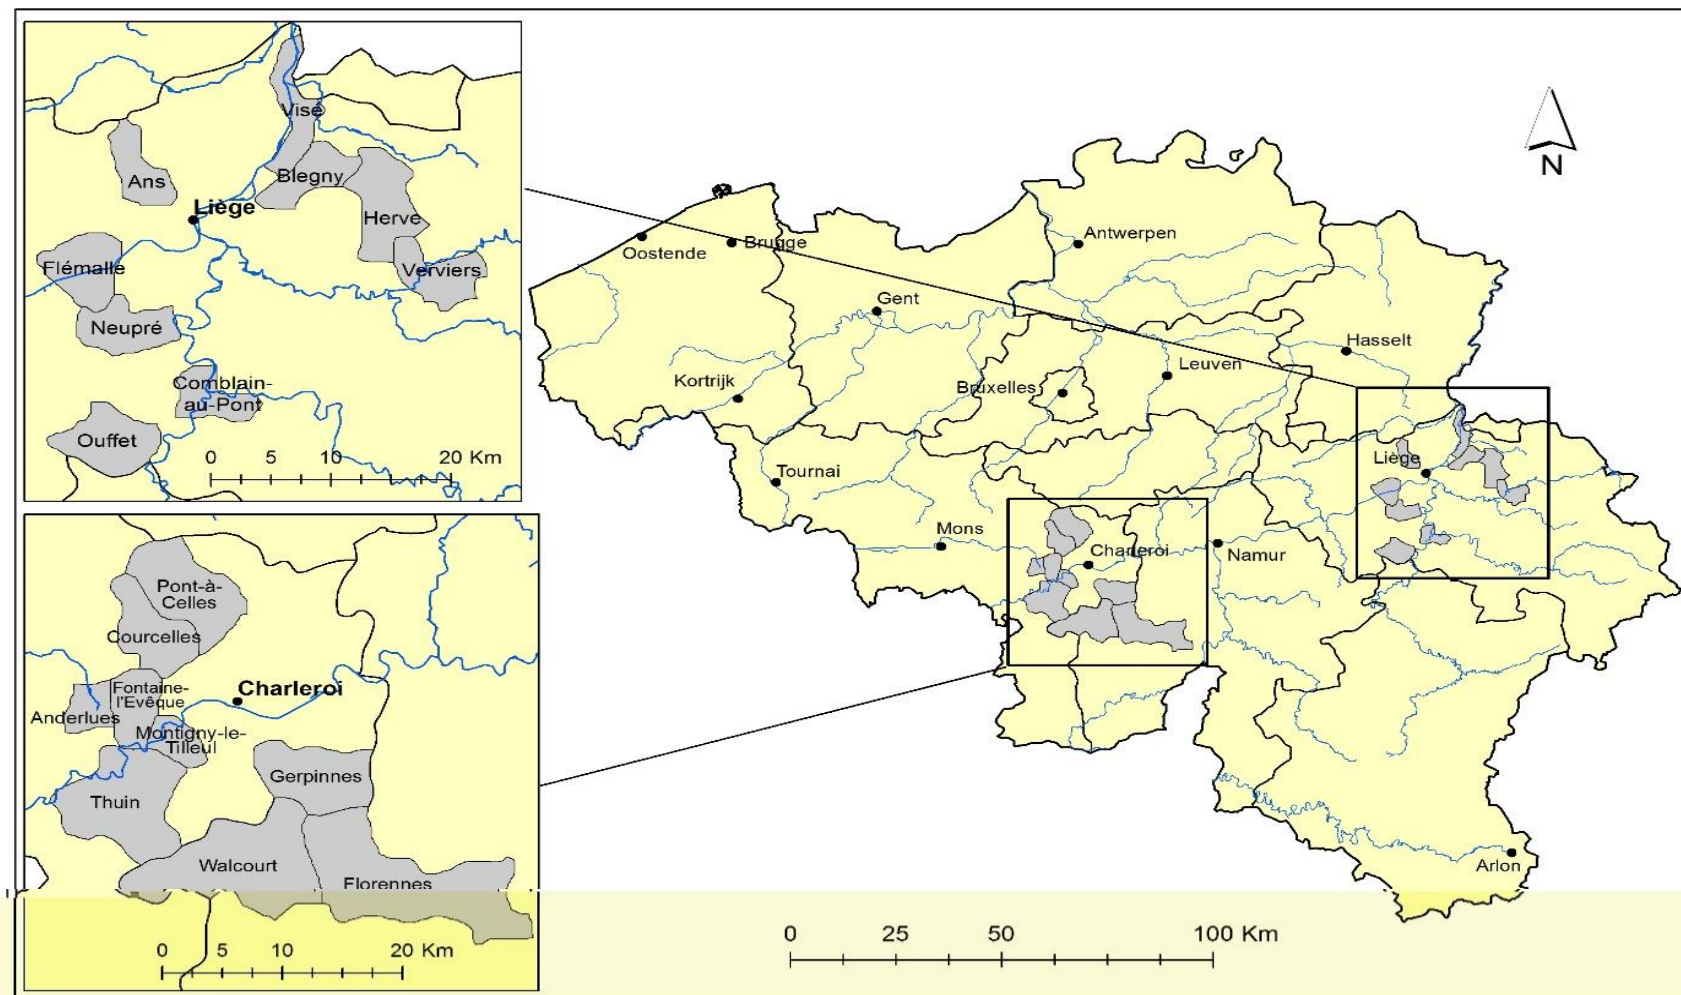 Visé
Ans
Blegny
Liège
Herve
Flémalle
Verviers
Neupré
Comblain-
au-Pont
Ouffet
0 5 10 20 Km
Pont-à-
Celles
Courcelles
Fontaine-
l'Evêque
Charleroi
Anderlues
Montigny-le-
Tilleul
Gerpinnes
Thuin
Walcourt
Florennes
0 5 10 20 Km
N
Antwerpen
Brugge
Oostende
Gent
Hasselt
Leuven
Kortrijk
Bruxelles
Liège
Tournai
Mons
Charleroi
Namur
Arlon
0 25 50 100 Km